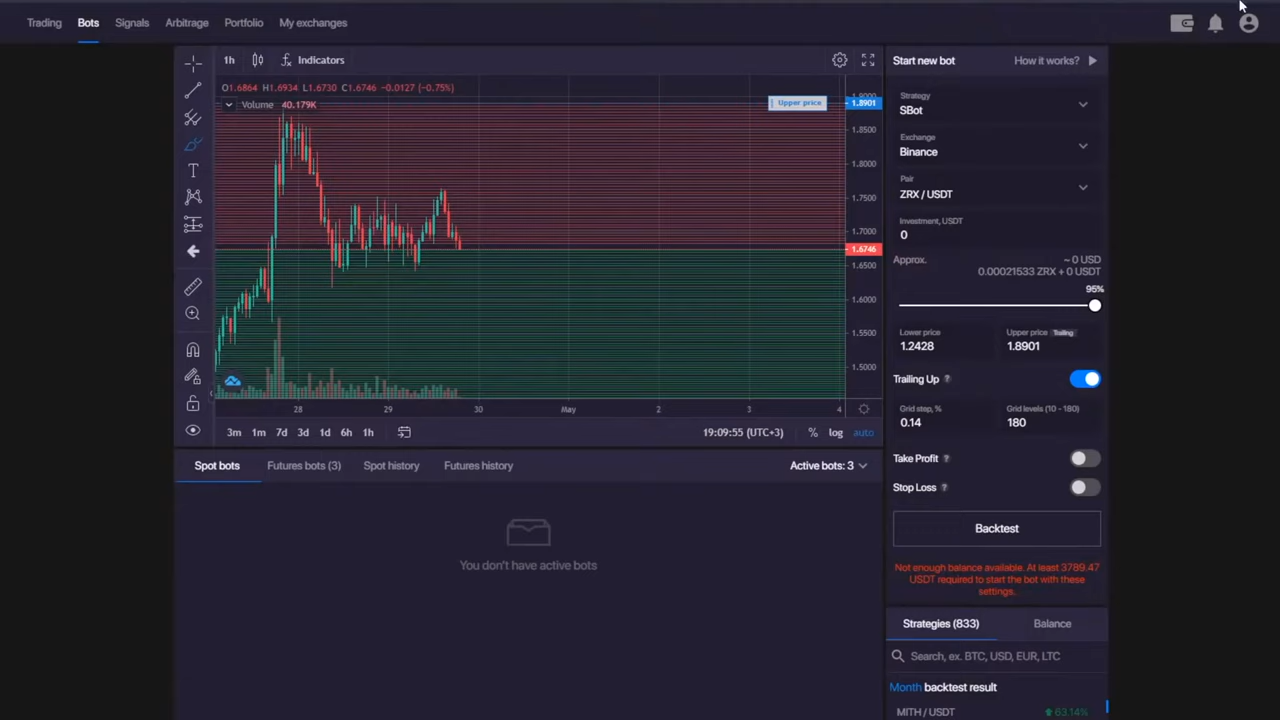 Trading Bots Signals Arbitrage Portfolio My exchanges
1h Indicators
O1.6864 H1.6934 L1.6730 C1.6746 -0.0127 (-0.75%)
Volume 40.179K
Upper price
1.9000
1.8901
1.8500
1.8000
1.7500
1.7000
1.6746
1.6500
1.6000
1.5500
1.5000
28 29 30 May 2 3 4
3m 1m 7d 3d 1d 6h 1h
19:09:55 (UTC+3) % log auto
Spot bots Futures bots (3) Spot history Futures history Active bots: 3
You don't have active bots
Start new bot How it works?
Strategy
SBot
Exchange
Binance
Pair
ZRX / USDT
Investment, USDT
0
Approx. ~ 0 USD
0.00021533 ZRX + 0 USDT
95%
Lower price Upper price Trailing
1.2428 1.8901
Trailing Up ?
Grid step, % Grid levels (10 - 180)
0.14 180
Take Profit ?
Stop Loss ?
Backtest
Not enough balance available. At least 3789.47
USDT required to start the bot with these
settings.
Strategies (833) Balance
Search, ex. BTC, USD, EUR, LTC
Month backtest result
MITH / USDT 63.14%